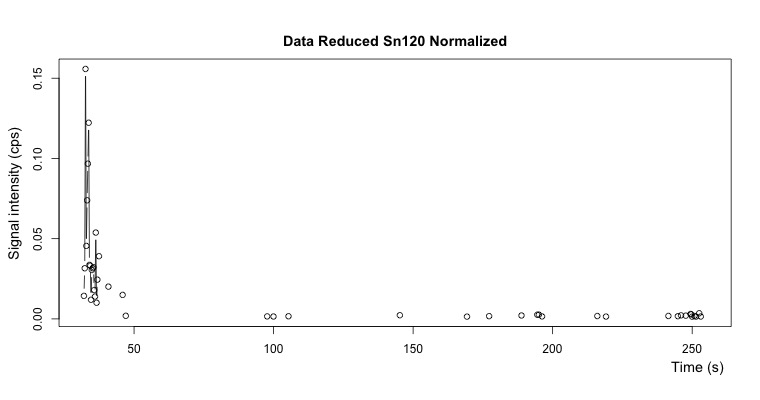 Data Reduced Sn120 Normalized
Signal intensity (cps)
0.15
0.10
0.05
0.00
50 100 150 200 250
Time (s)